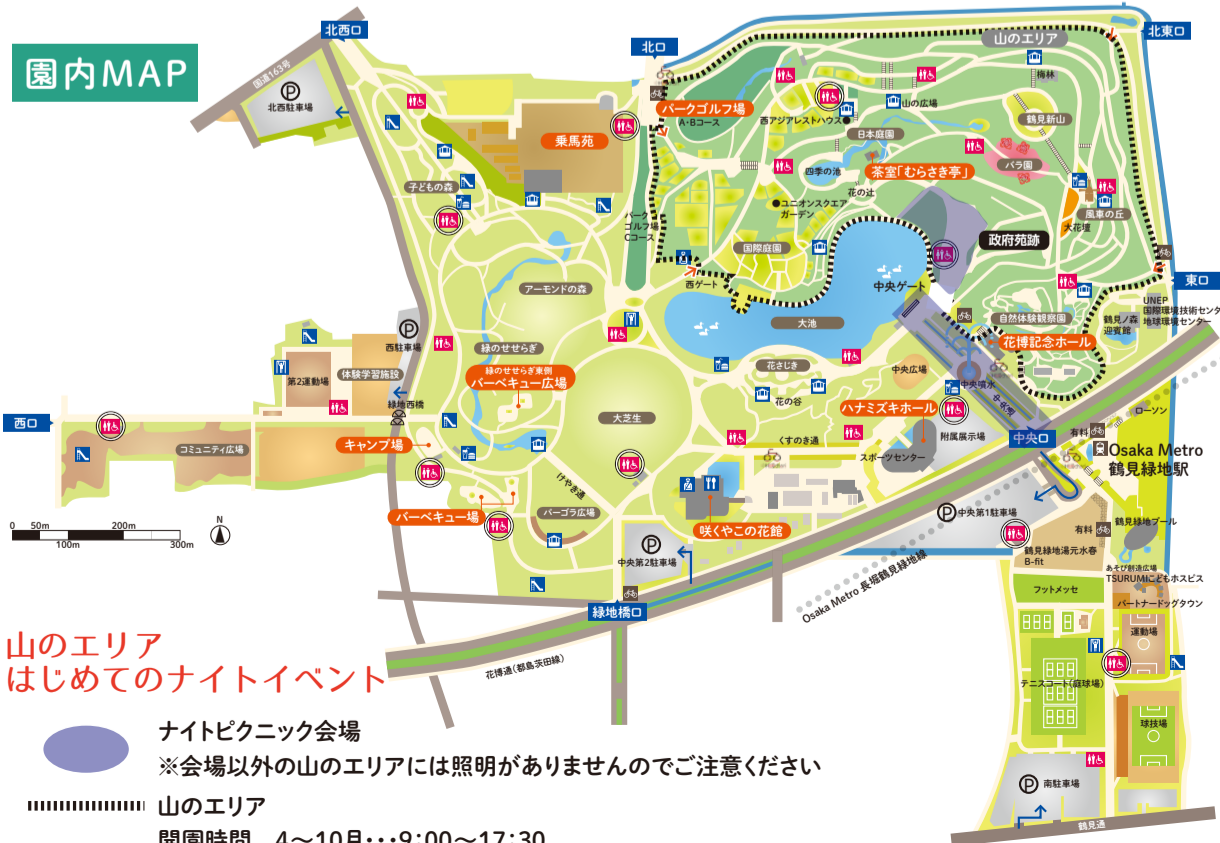 園内MAP
北西口
国道163号
P
北西駐車場
北口
北東口
山のエリア
梅林
パークゴルフ場
A・Bコース
西アジアレストハウス
山の広場
鶴見新山
日本庭園
乗馬苑
バラ園
茶室「むらさき亭」
四季の池
花の辻
子どもの森
ユニオンスクエア
ガーデン
風車の丘
大花壇
パーク
ゴルフ場
Cコース
国際庭園
政府苑跡
西ゲート
中央ゲート
東口
アーモンドの森
UNEP
国際環境技術センタ
地球環境センター
大池
自然体験観察園
鶴見ノ森
迎賓館
P
西駐車場
緑のせせらぎ
花博記念ホール
緑のせせらぎ東側
バーベキュー広場
花さじき
中央広場
中央噴水
第2運動場
体験学習施設
緑地西橋
花の谷
大芝生
ハナミズキホール
ローソン
西口
附属展示場
中央口
有料
キャンプ場
コミュニティ広場
くすのき通
スポーツセンター
Osaka Metro
鶴見緑地駅
けやき通
バーベキュー場
パーゴラ広場
咲くやこの花館
P
中央第1駐車場
鶴見緑地プール
有料
0 50m 200m
100m 300m
N
P
中央第2駐車場
鶴見緑地湯元水春
B-fit
あそび創造広場
TSURUMIこどもホスピス
Osaka Metro 長堀鶴見緑地線
フットメッセ
パートナードッグタウン
緑地橋口
運動場
花博通(都島茨田線)
テニスコート(庭球場)
球技場
P
南駐車場
鶴見通
山のエリア
はじめてのナイトイベント
ナイトピクニック会場
※会場以外の山のエリアには照明がありませんのでご注意ください
山のエリア
開園時間 4～10月･･･9:00～17:30